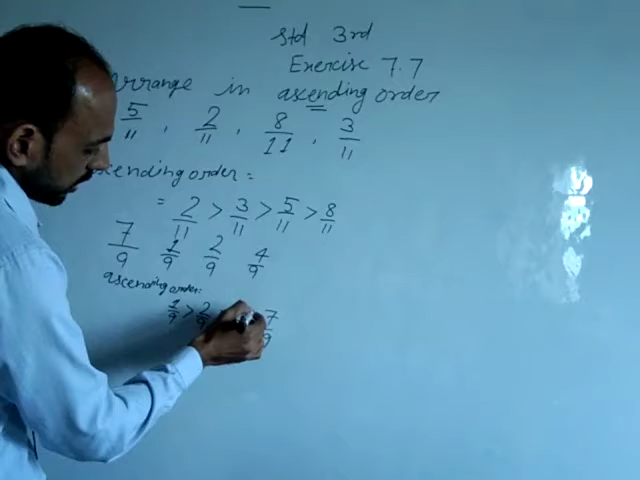 Std 3rd
Exercise 7.7
Arrange in ascending order
5/11 , 2/11 , 8/11 , 3/11
cending order =
= 2/11 > 3/11 > 5/11 > 8/11
7/9 1/9 2/9 4/9
ascending order:
1/9 > 2/9 7/9